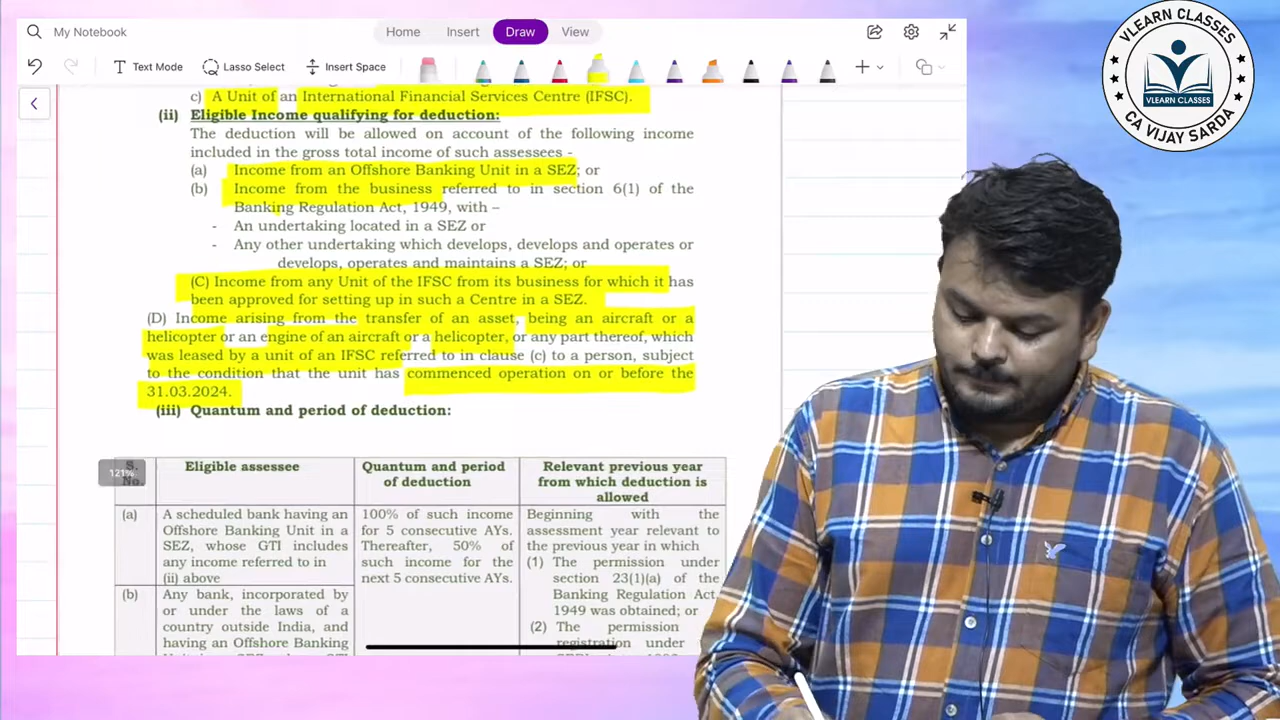 My Notebook
Home Insert Draw View
Text Mode Lasso Select Insert Space
c) A Unit of an International Financial Services Centre (IFSC).
(ii) Eligible Income qualifying for deduction:
The deduction will be allowed on account of the following income
included in the gross total income of such assessees -
(a) Income from an Offshore Banking Unit in a SEZ; or
(b) Income from the business referred to in section 6(1) of the
Banking Regulation Act, 1949, with –
- An undertaking located in a SEZ or
- Any other undertaking which develops, develops and operates or
develops, operates and maintains a SEZ; or
(C) Income from any Unit of the IFSC from its business for which it has
been approved for setting up in such a Centre in a SEZ.
(D) Income arising from the transfer of an asset, being an aircraft or a
helicopter or an engine of an aircraft or a helicopter, or any part thereof, which
was leased by a unit of an IFSC referred to in clause (c) to a person, subject
to the condition that the unit has commenced operation on or before the
31.03.2024.
(iii) Quantum and period of deduction:
121%
S.
No.
Eligible assessee
Quantum and period
of deduction
Relevant previous year
from which deduction is
allowed
(a)
A scheduled bank having an
Offshore Banking Unit in a
SEZ, whose GTI includes
any income referred to in
(ii) above
100% of such income
for 5 consecutive AYs.
Thereafter, 50% of
such income for the
next 5 consecutive AYs.
Beginning with the
assessment year relevant to
the previous year in which
(1) The permission under
section 23(1)(a) of the
Banking Regulation Act,
1949 was obtained; or
(2) The permission
registration under
(b)
Any bank, incorporated by
or under the laws of a
country outside India, and
having an Offshore Banking
VLEARN CLASSES
VLEARN CLASSES
CA VIJAY SARDA